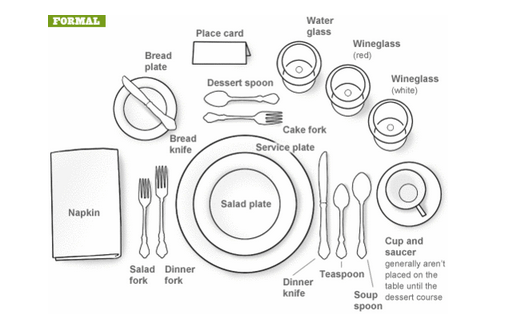 FORMAL
Place card
Water
glass
Wineglass
(red)
Wineglass
(white)
Bread
plate
Dessert spoon
Cake fork
Bread
knife
Service plate
Napkin
Salad plate
Salad
fork
Dinner
fork
Dinner
knife
Teaspoon
Soup
spoon
Cup and
saucer
generally aren't
placed on the
table until the
dessert course